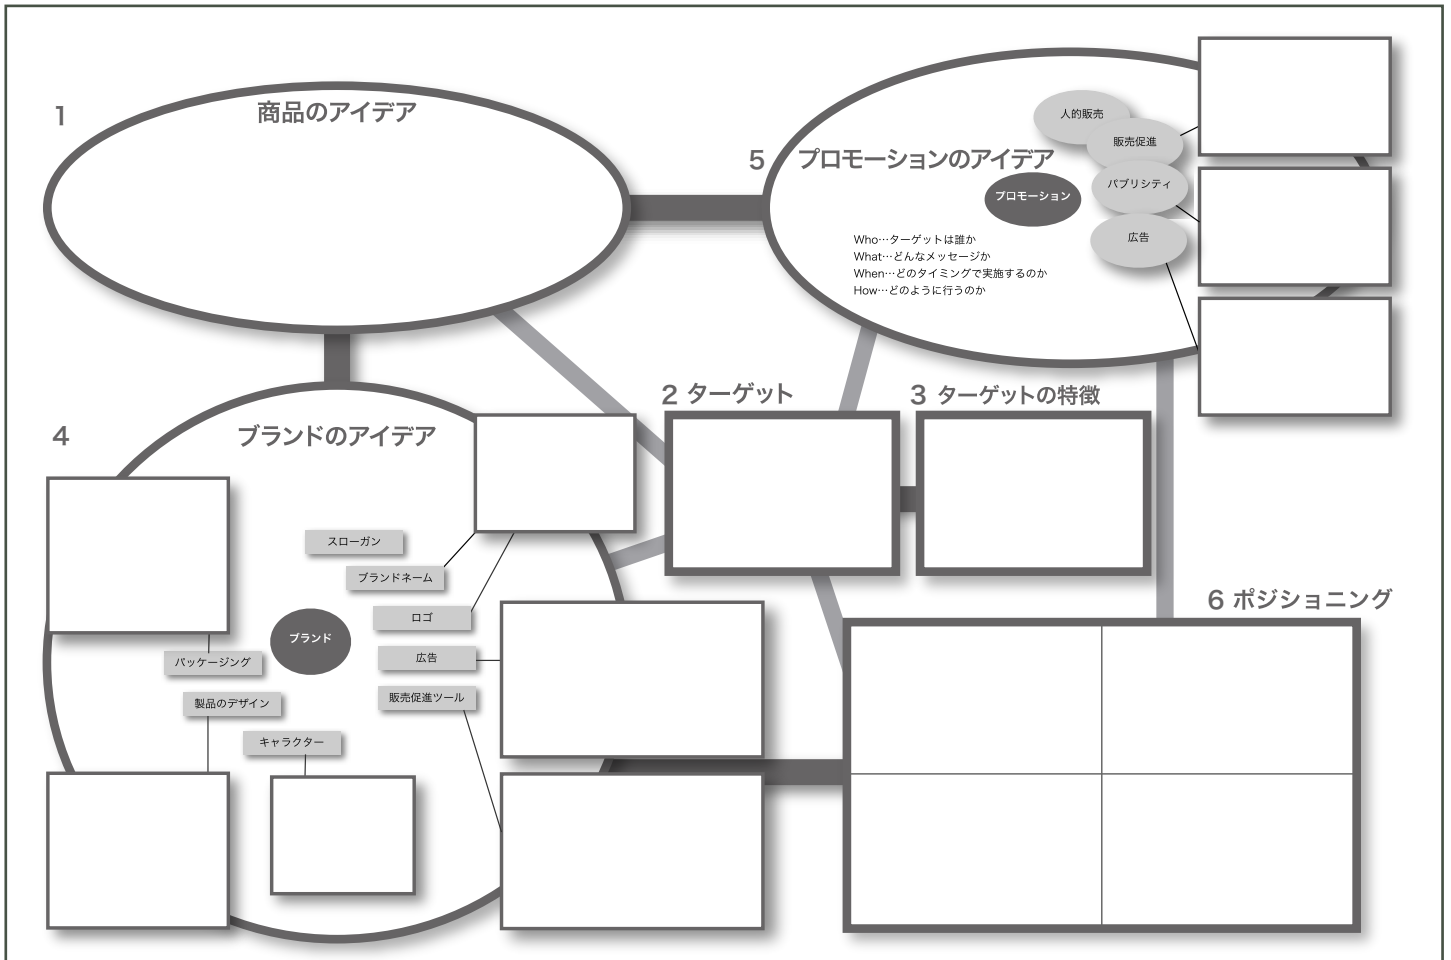 1
商品のアイデア
5 プロモーションのアイデア
人的販売
販売促進
パブリシティ
広告
プロモーション
Who…ターゲットは誰か
What…どんなメッセージか
When…どのタイミングで実施するのか
How…どのように行うのか
2 ターゲット
3 ターゲットの特徴
4
ブランドのアイデア
スローガン
ブランドネーム
ロゴ
広告
販売促進ツール
ブランド
パッケージング
製品のデザイン
キャラクター
6 ポジショニング